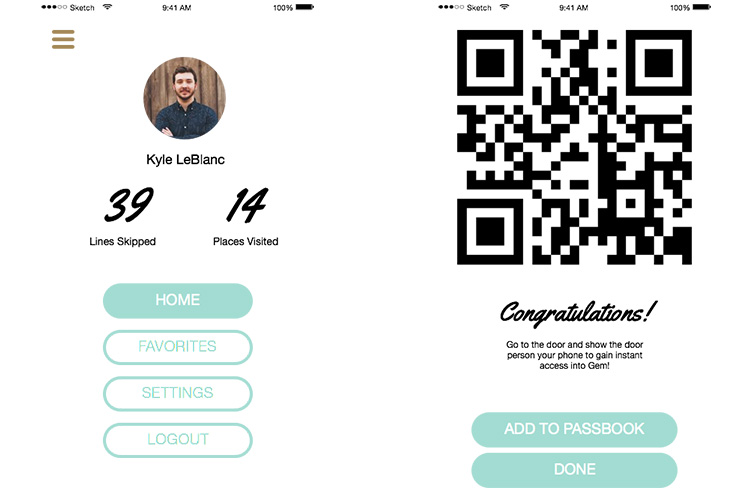 ●●●○○ Sketch 9:41 AM 100%
Kyle LeBlanc
39 14
Lines Skipped Places Visited
HOME
FAVORITES
SETTINGS
LOGOUT
●●●○○ Sketch 9:41 AM 100%
Congratulations!
Go to the door and show the door
person your phone to gain instant
access into Gem!
ADD TO PASSBOOK
DONE